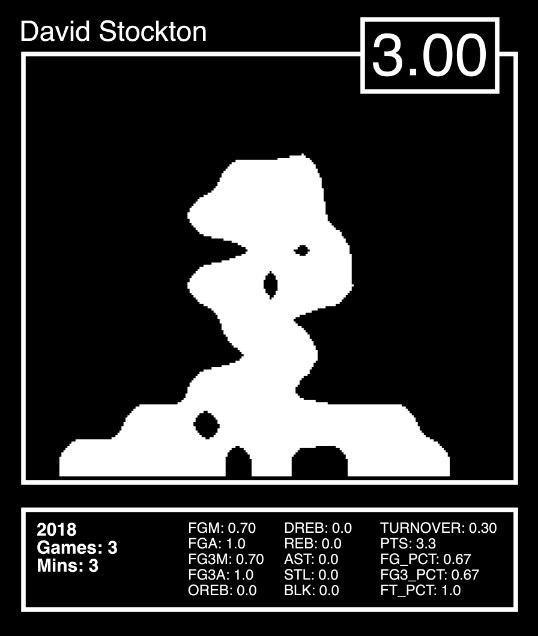 David Stockton
3.00
2018
Games: 3
Mins: 3
FGM: 0.70
FGA: 1.0
FG3M: 0.70
FG3A: 1.0
OREB: 0.0
DREB: 0.0
REB: 0.0
AST: 0.0
STL: 0.0
BLK: 0.0
TURNOVER: 0.30
PTS: 3.3
FG_PCT: 0.67
FG3_PCT: 0.67
FT_PCT: 1.0